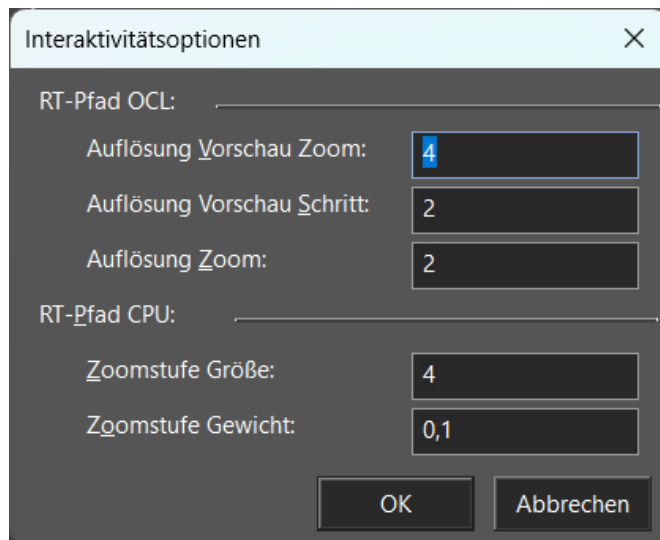 Interaktivitätsoptionen
RT-Pfad OCL:
Auflösung Vorschau Zoom: 4
Auflösung Vorschau Schritt: 2
Auflösung Zoom: 2
RT-Pfad CPU:
Zoomstufe Größe: 4
Zoomstufe Gewicht: 0,1
OK Abbrechen